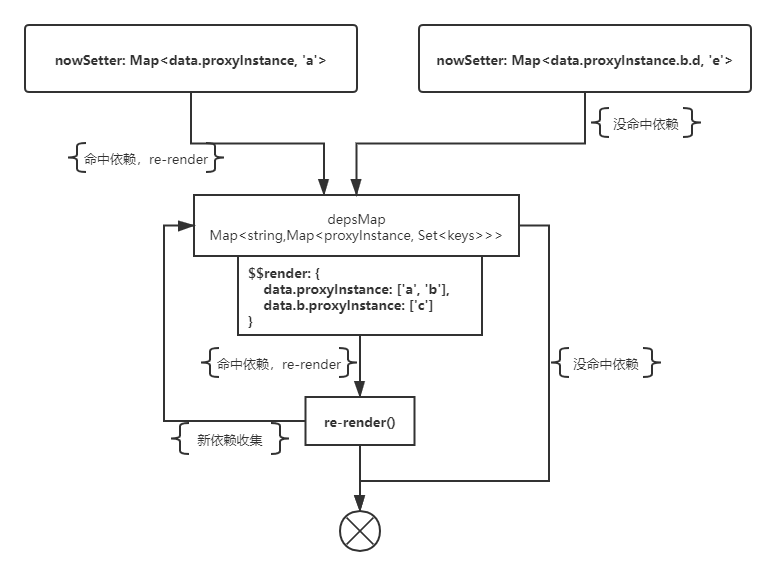 nowSetter: Map<data.proxyInstance, 'a'>
nowSetter: Map<data.proxyInstance.b.d, 'e'>
没命中依赖
命中依赖，re-render
depsMap
Map<string,Map<proxyInstance, Set<keys>>>
$$render: {
data.proxyInstance: ['a', 'b'],
data.b.proxyInstance: ['c']
}
命中依赖，re-render
没命中依赖
re-render()
新依赖收集